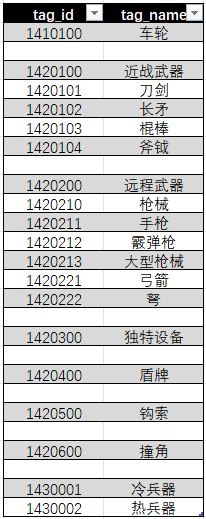 tag_id tag_name
1410100 车轮
1420100 近战武器
1420101 刀剑
1420102 长矛
1420103 棍棒
1420104 斧钺
1420200 远程武器
1420210 枪械
1420211 手枪
1420212 霰弹枪
1420213 大型枪械
1420221 弓箭
1420222 弩
1420300 独特设备
1420400 盾牌
1420500 钩索
1420600 撞角
1430001 冷兵器
1430002 热兵器